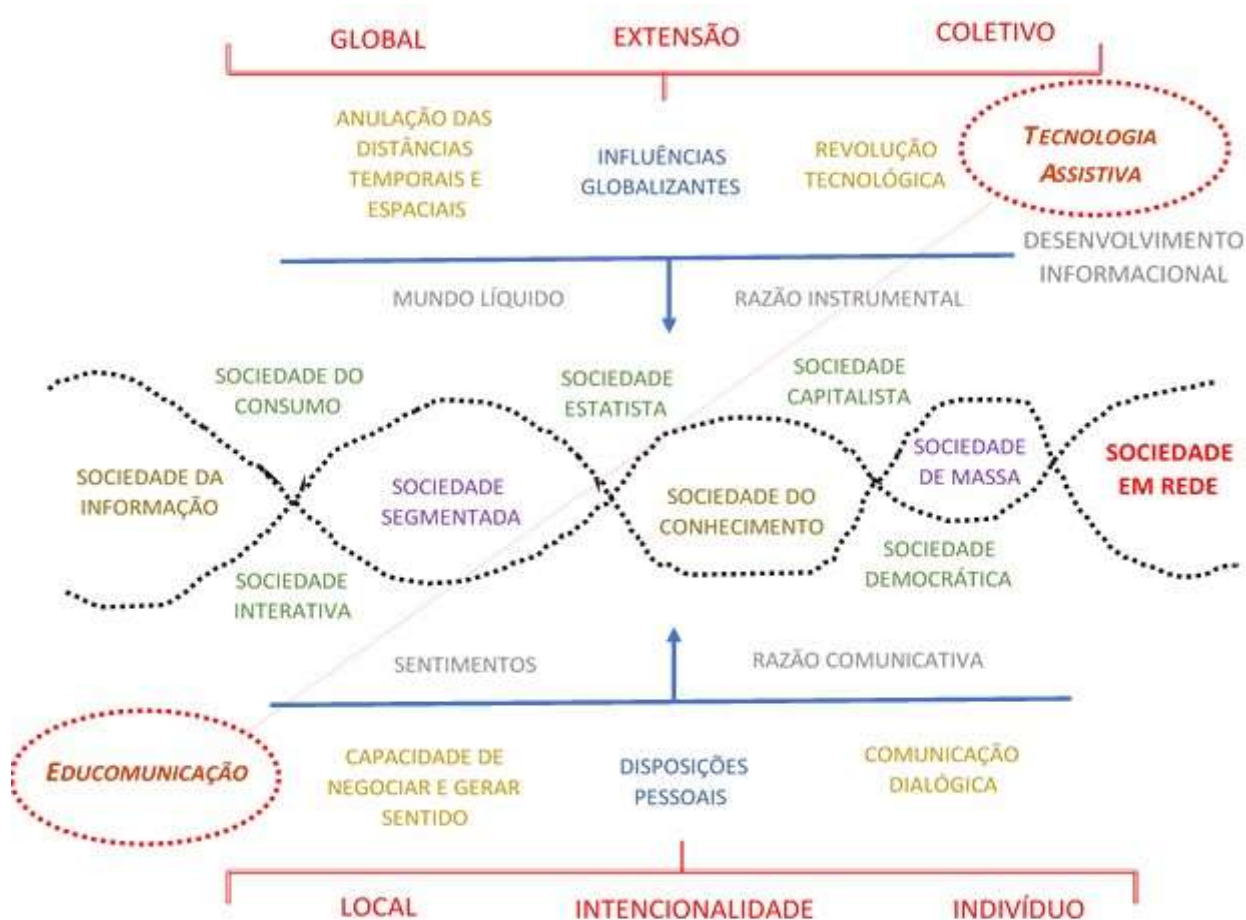 GLOBAL EXTENSÃO COLETIVO
ANULAÇÃO DAS
DISTÂNCIAS
TEMPORAIS E
ESPACIAIS
INFLUÊNCIAS
GLOBALIZANTES
REVOLUÇÃO
TECNOLÓGICA
TECNOLOGIA
ASSISTIVA
DESENVOLVIMENTO
INFORMACIONAL
MUNDO LÍQUIDO
RAZÃO INSTRUMENTAL
SOCIEDADE DO
CONSUMO
SOCIEDADE
ESTATISTA
SOCIEDADE
CAPITALISTA
SOCIEDADE DA
INFORMAÇÃO
SOCIEDADE
SEGMENTADA
SOCIEDADE DO
CONHECIMENTO
SOCIEDADE
DE MASSA
SOCIEDADE
EM REDE
SOCIEDADE
INTERATIVA
SOCIEDADE
DEMOCRÁTICA
SENTIMENTOS
RAZÃO COMUNICATIVA
EDUCOMUNICAÇÃO
CAPACIDADE DE
NEGOCIAR E GERAR
SENTIDO
DISPOSIÇÕES
PESSOAIS
COMUNICAÇÃO
DIALÓGICA
LOCAL INTENCIONALIDADE INDIVÍDUO